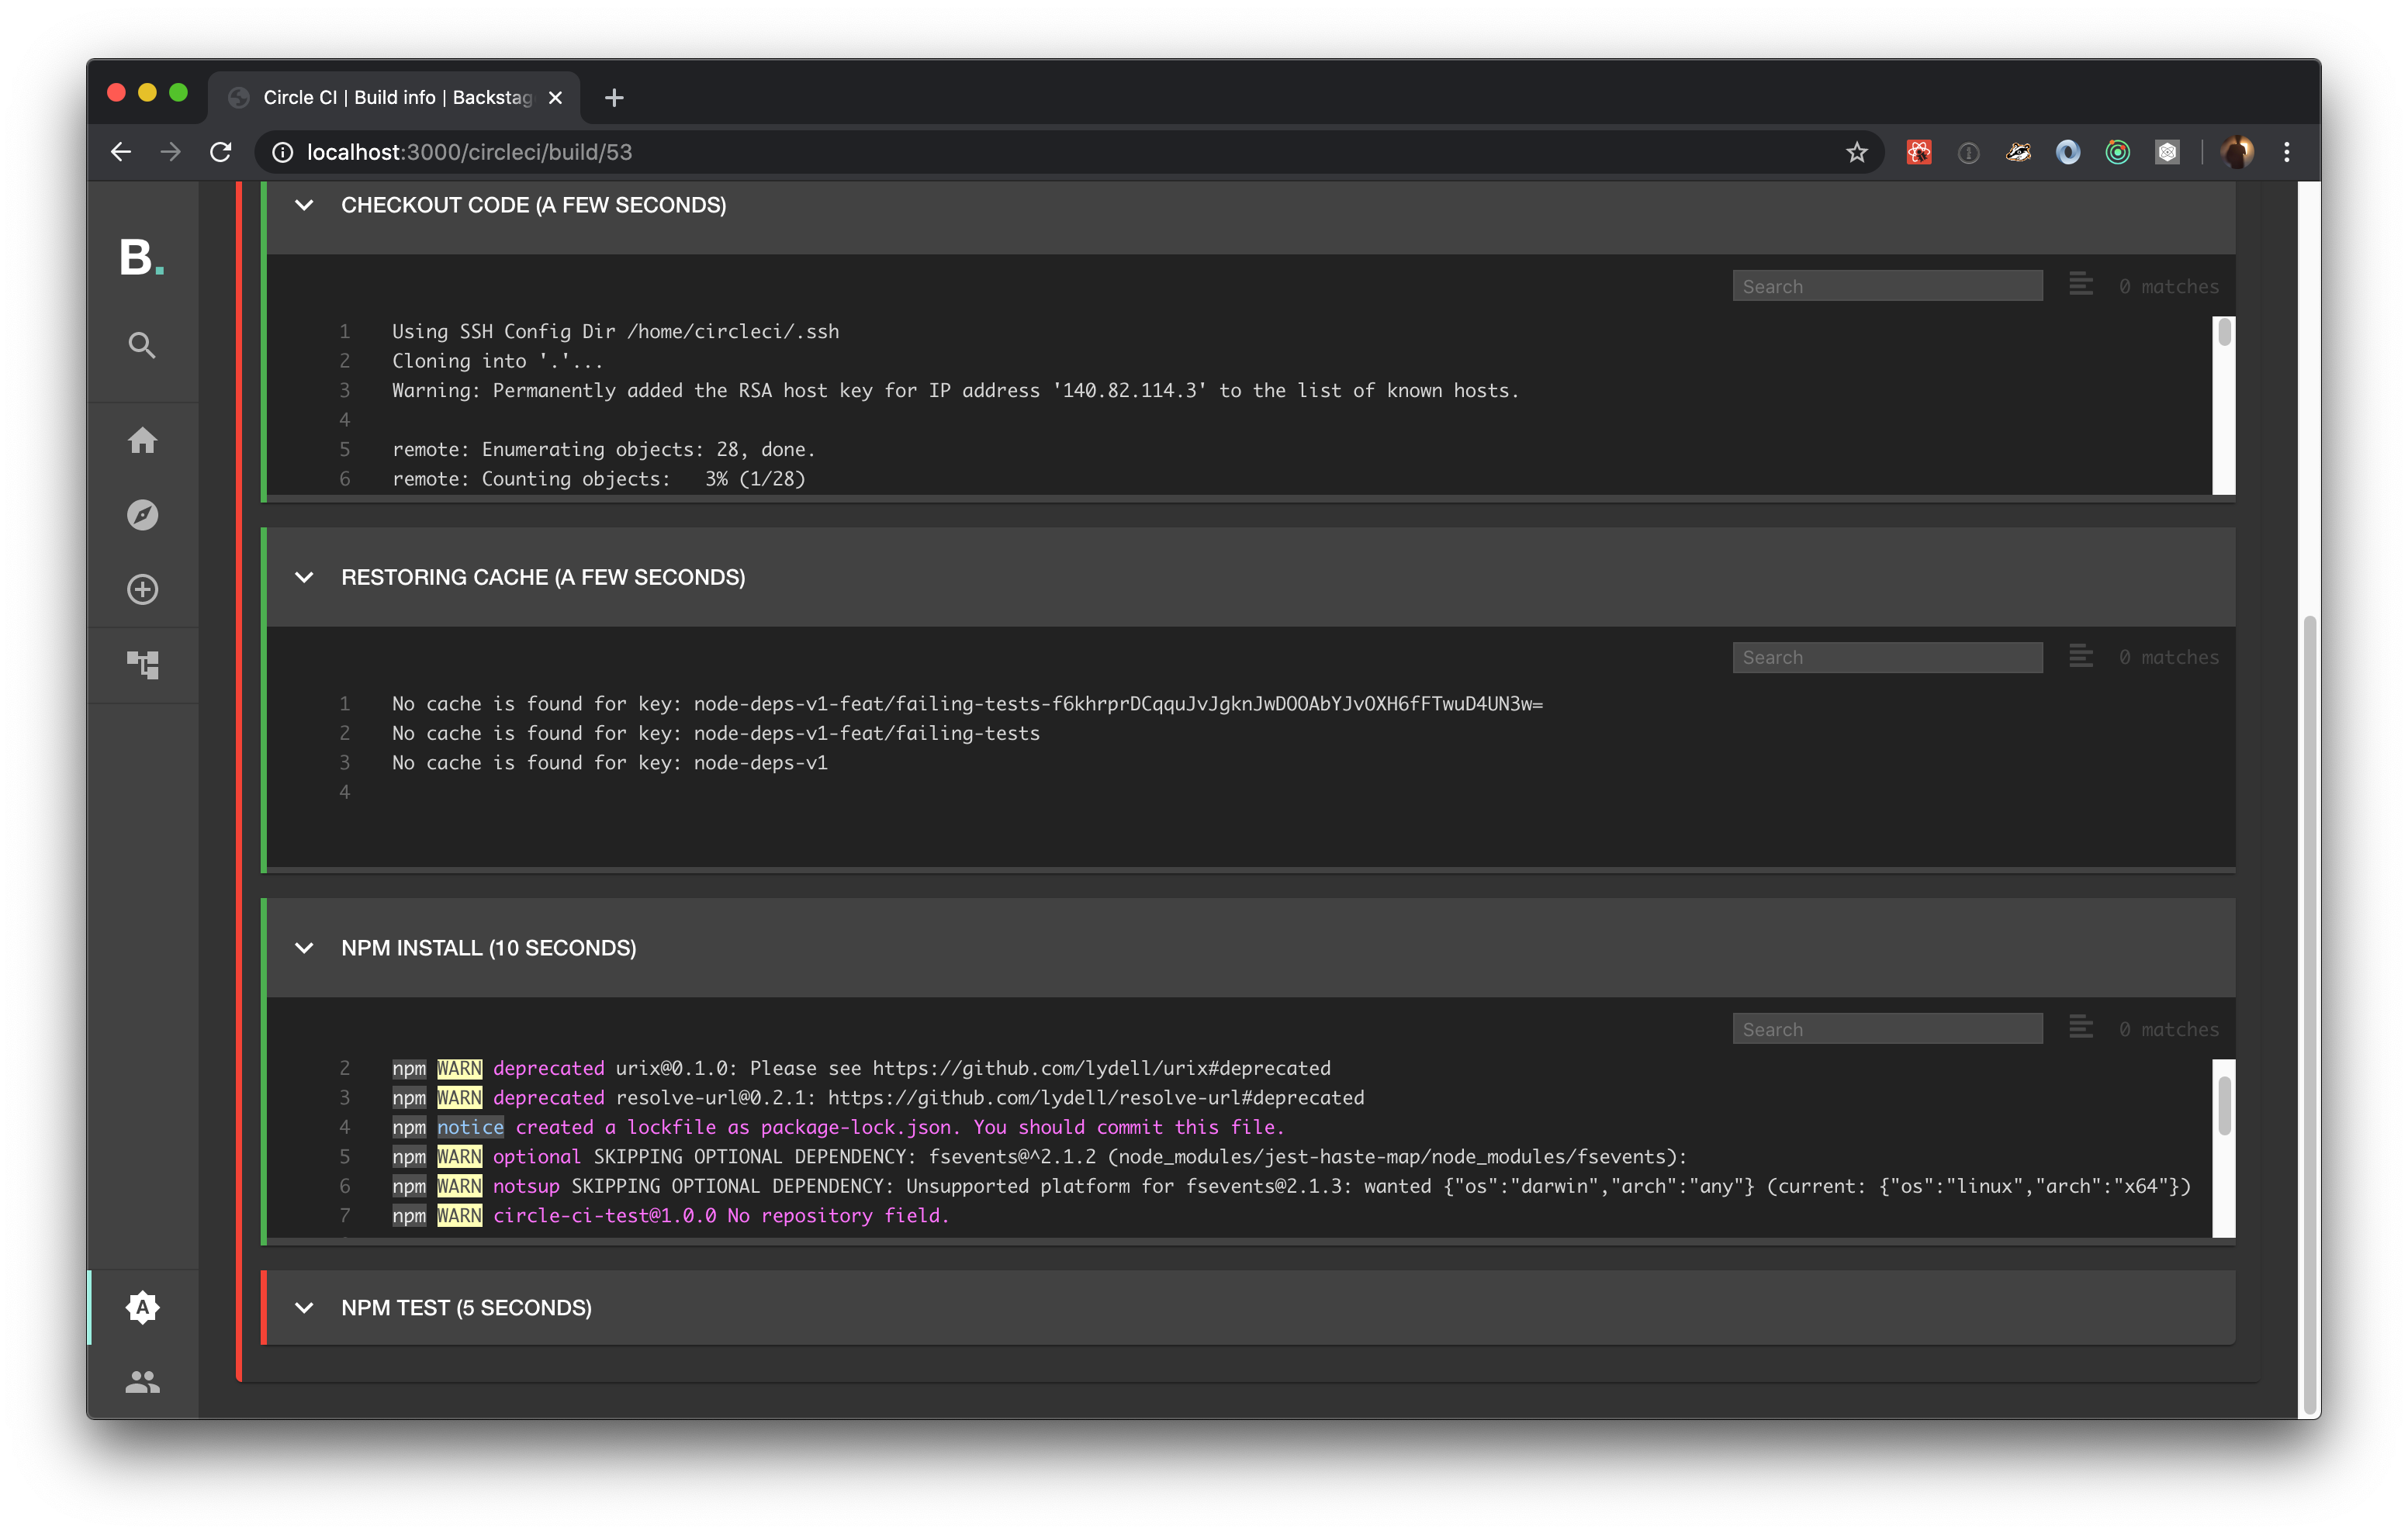 Circle CI | Build info | Backstag
localhost:3000/circleci/build/53
B.
CHECKOUT CODE (A FEW SECONDS)
Search
0 matches
1 Using SSH Config Dir /home/circleci/.ssh
2 Cloning into '.'...
3 Warning: Permanently added the RSA host key for IP address '140.82.114.3' to the list of known hosts.
4
5 remote: Enumerating objects: 28, done.
6 remote: Counting objects:   3% (1/28)
RESTORING CACHE (A FEW SECONDS)
Search
0 matches
1 No cache is found for key: node-deps-v1-feat/failing-tests-f6khrprDCqquJvJgknJwDOOAbYJvOXH6fFTwuD4UN3w=
2 No cache is found for key: node-deps-v1-feat/failing-tests
3 No cache is found for key: node-deps-v1
4
NPM INSTALL (10 SECONDS)
Search
0 matches
2 npm WARN deprecated urix@0.1.0: Please see https://github.com/lydell/urix#deprecated
3 npm WARN deprecated resolve-url@0.2.1: https://github.com/lydell/resolve-url#deprecated
4 npm notice created a lockfile as package-lock.json. You should commit this file.
5 npm WARN optional SKIPPING OPTIONAL DEPENDENCY: fsevents@^2.1.2 (node_modules/jest-haste-map/node_modules/fsevents):
6 npm WARN notsup SKIPPING OPTIONAL DEPENDENCY: Unsupported platform for fsevents@2.1.3: wanted {"os":"darwin","arch":"any"} (current: {"os":"linux","arch":"x64"})
7 npm WARN circle-ci-test@1.0.0 No repository field.
A
NPM TEST (5 SECONDS)